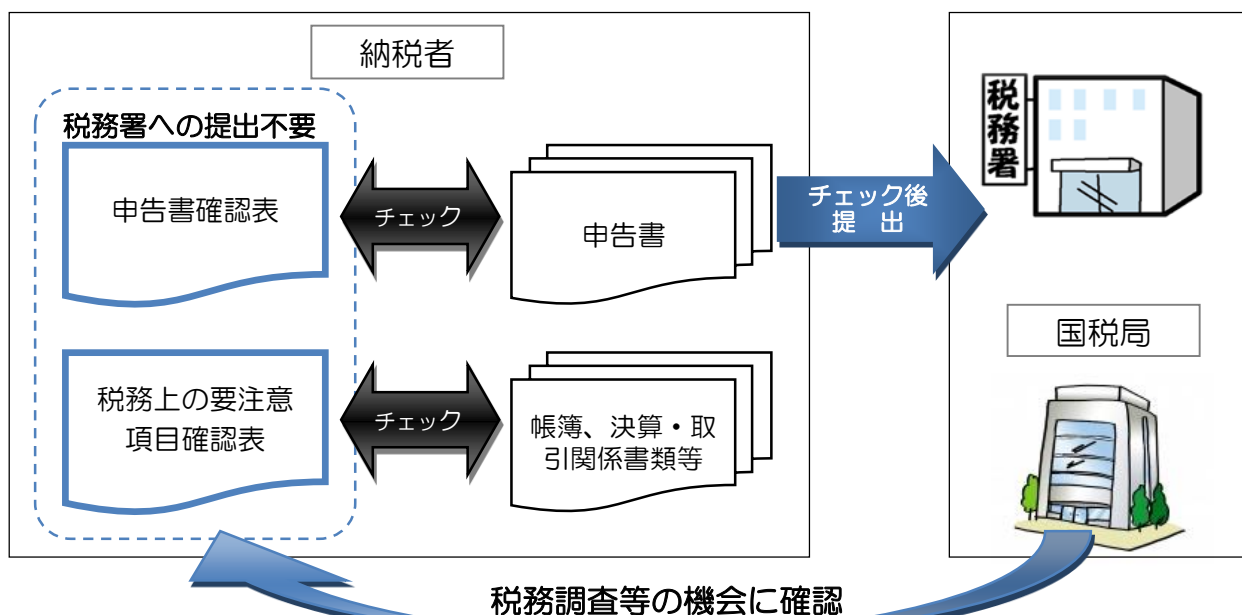 納税者
税務署への提出不要
申告書確認表
チェック
申告書
チェック後
提　出
税務署
税務上の要注意
項目確認表
チェック
帳簿、決算・取
引関係書類等
国税局
税務調査等の機会に確認